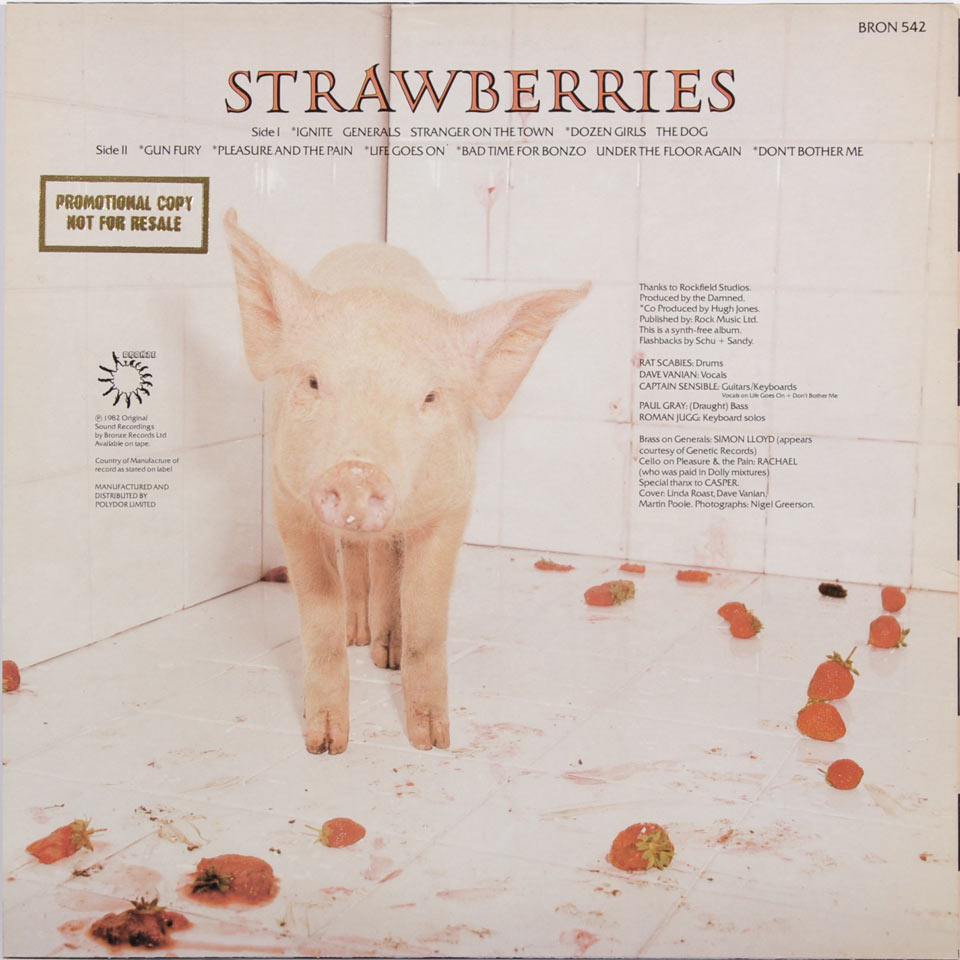 BRON 542
STRAWBERRIES
Side I *IGNITE GENERALS STRANGER ON THE TOWN *DOZEN GIRLS THE DOG
Side II *GUN FURY *PLEASURE AND THE PAIN *LIFE GOES ON *BAD TIME FOR BONZO UNDER THE FLOOR AGAIN *DON'T BOTHER ME
PROMOTIONAL COPY
NOT FOR RESALE
Thanks to Rockfield Studios.
Produced by the Damned.
*Co Produced by Hugh Jones.
Published by: Rock Music Ltd.
This is a synth-free album.
Flashbacks by Schu + Sandy.
RAT SCABIES: Drums
DAVE VANIAN: Vocals
CAPTAIN SENSIBLE: Guitars/Keyboards
Vocals on Life Goes On + Don't Bother Me
PAUL GRAY: (Draught) Bass
ROMAN JUGG: Keyboard solos
Brass on Generals: SIMON LLOYD (appears
courtesy of Genetic Records)
Cello on Pleasure & the Pain: RACHAEL
(who was paid in Dolly mixtures)
Special thanx to CASPER.
Cover: Linda Roast, Dave Vanian,
Martin Poole. Photographs: Nigel Greerson.
BRONZE
℗ 1982 Original
Sound Recordings
by Bronze Records Ltd
Available on tape.
Country of Manufacture of
record as stated on label
MANUFACTURED AND
DISTRIBUTED BY
POLYDOR LIMITED